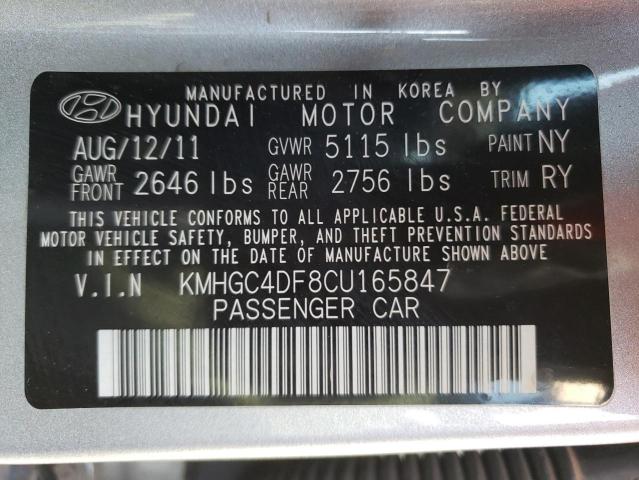 MANUFACTURED IN KOREA BY
HYUNDAI MOTOR COMPANY
AUG/12/11 GVWR 5115 lbs PAINT NY
GAWR FRONT 2646 lbs GAWR REAR 2756 lbs TRIM RY
THIS VEHICLE CONFORMS TO ALL APPLICABLE U.S.A. FEDERAL
MOTOR VEHICLE SAFETY, BUMPER, AND THEFT PREVENTION STANDARDS
IN EFFECT ON THE DATE OF MANUFACTURE SHOWN ABOVE
V.I.N KMHGC4DF8CU165847
PASSENGER CAR